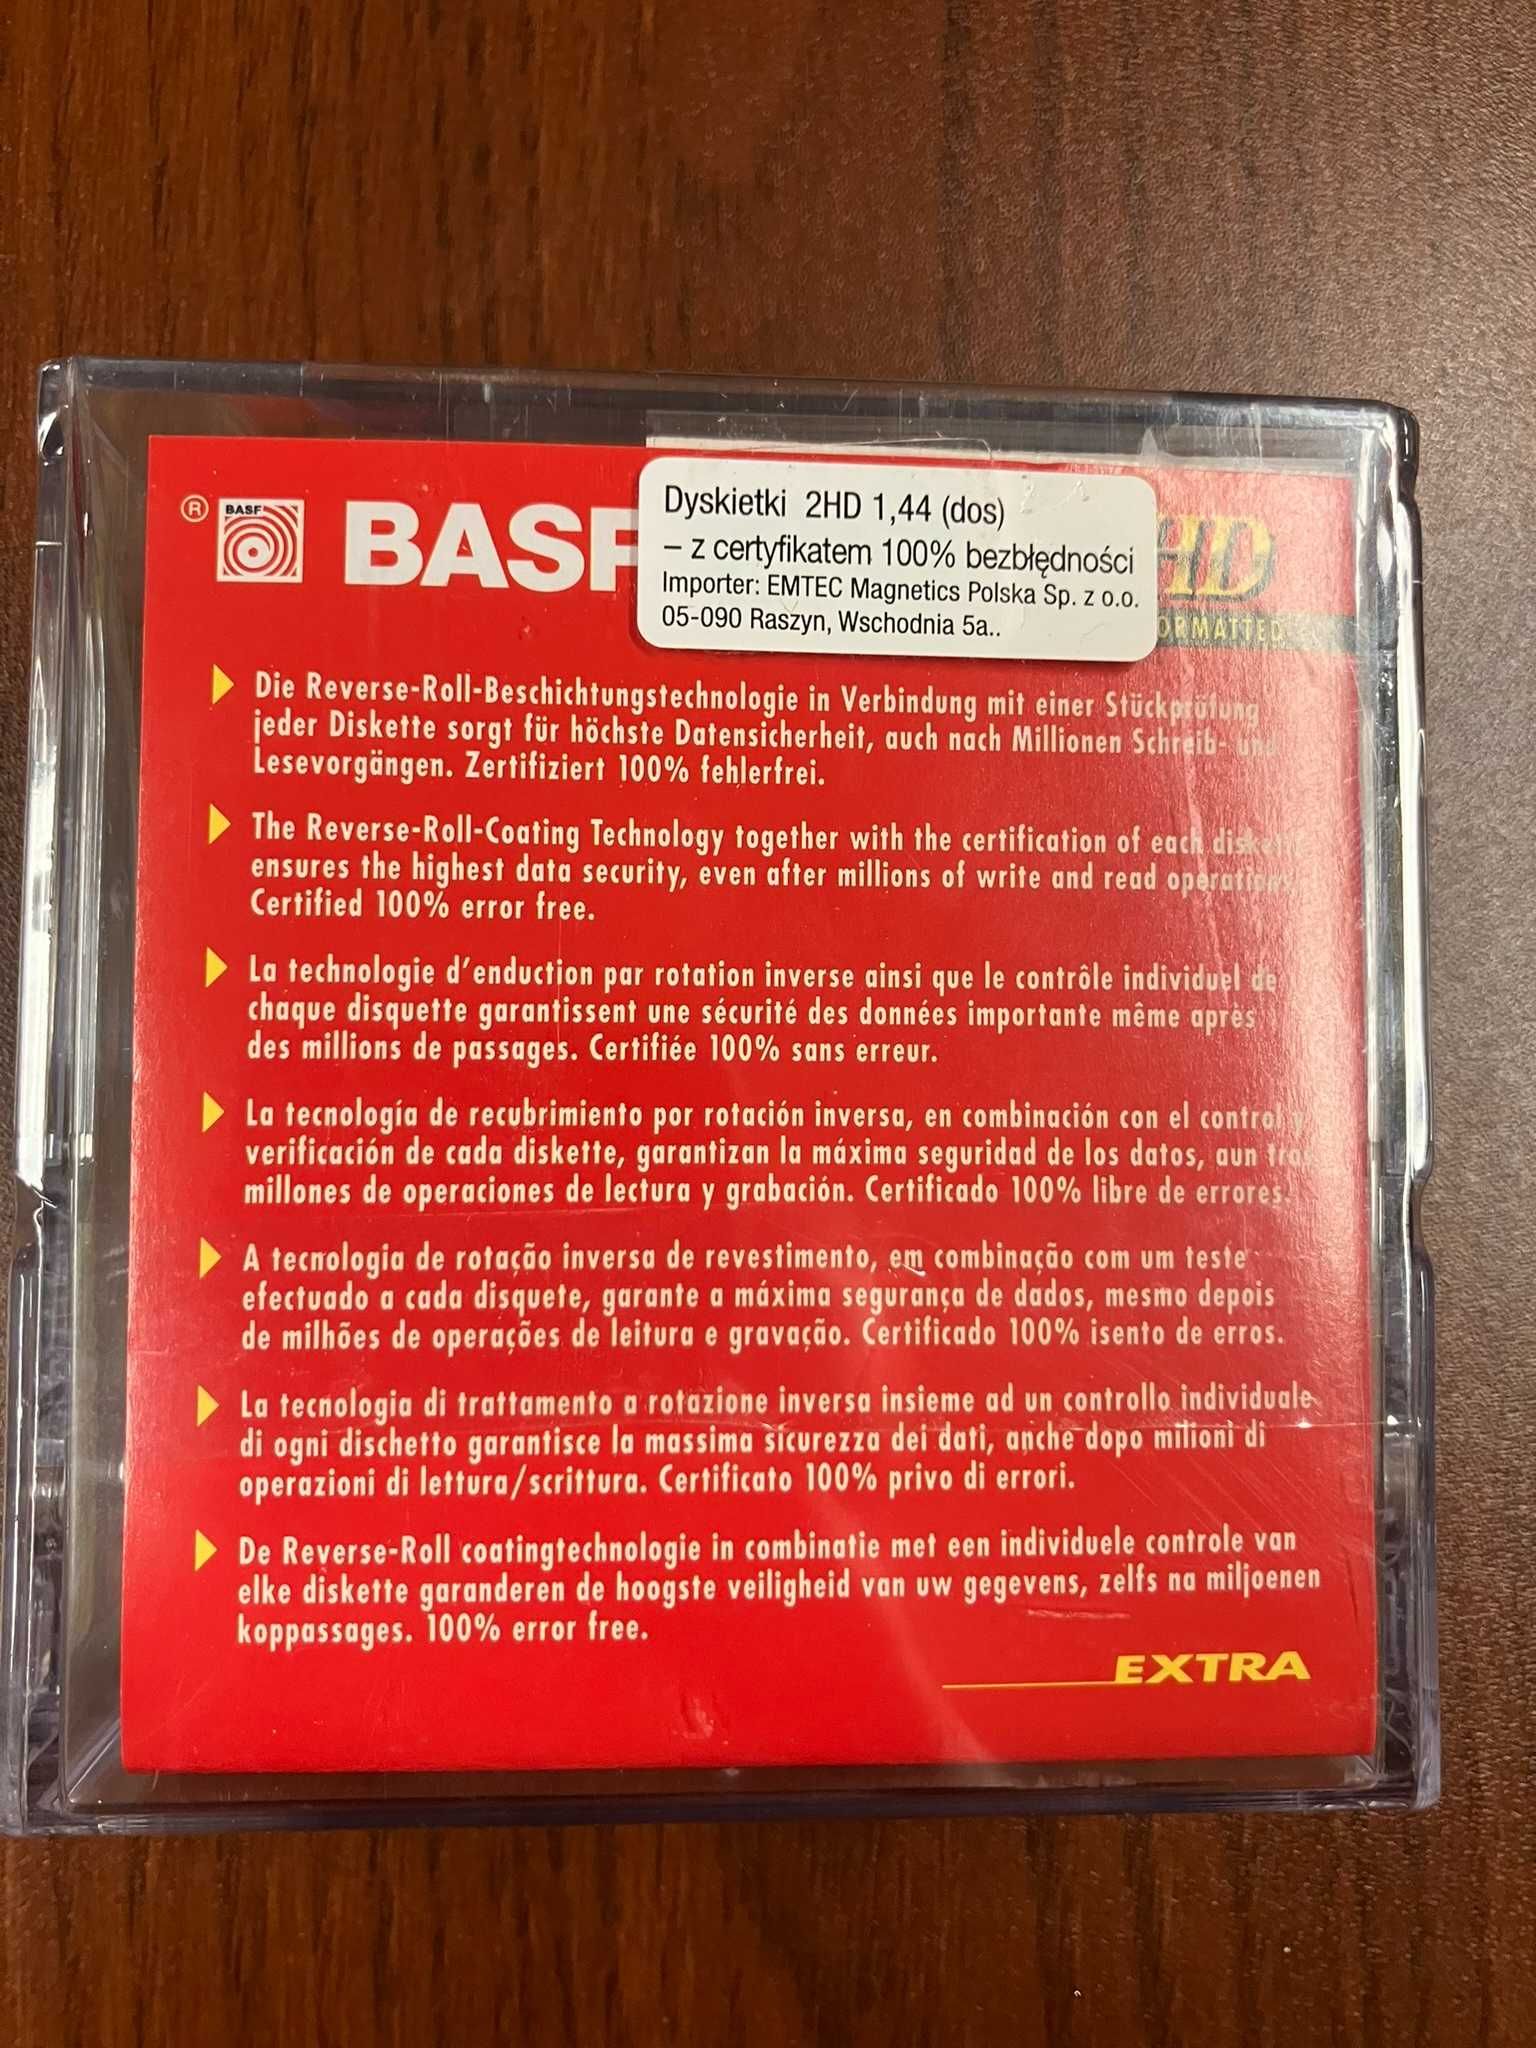 ® BASF BASF
Dyskietki 2HD 1,44 (dos)
– z certyfikatem 100% bezbłędności
Importer: EMTEC Magnetics Polska Sp. z o.o.
05-090 Raszyn, Wschodnia 5a..
HD
ORMATTED
Die Reverse-Roll-Beschichtungstechnologie in Verbindung mit einer Stückprüfung
jeder Diskette sorgt für höchste Datensicherheit, auch nach Millionen Schreib- und
Lesevorgängen. Zertifiziert 100% fehlerfrei.
The Reverse-Roll-Coating Technology together with the certification of each diskette
ensures the highest data security, even after millions of write and read operations.
Certified 100% error free.
La technologie d'enduction par rotation inverse ainsi que le contrôle individuel de
chaque disquette garantissent une sécurité des données importante même après
des millions de passages. Certifiée 100% sans erreur.
La tecnología de recubrimiento por rotación inversa, en combinación con el control y
verificación de cada diskette, garantizan la máxima seguridad de los datos, aun tras
millones de operaciones de lectura y grabación. Certificado 100% libre de errores.
A tecnologia de rotação inversa de revestimento, em combinação com um teste
efectuado a cada disquete, garante a máxima segurança de dados, mesmo depois
de milhões de operações de leitura e gravação. Certificado 100% isento de erros.
La tecnologia di trattamento a rotazione inversa insieme ad un controllo individuale
di ogni dischetto garantisce la massima sicurezza dei dati, anche dopo milioni di
operazioni di lettura/scrittura. Certificato 100% privo di errori.
De Reverse-Roll coatingtechnologie in combinatie met een individuele controle van
elke diskette garanderen de hoogste veiligheid van uw gegevens, zelfs na miljoenen
koppassages. 100% error free.
EXTRA